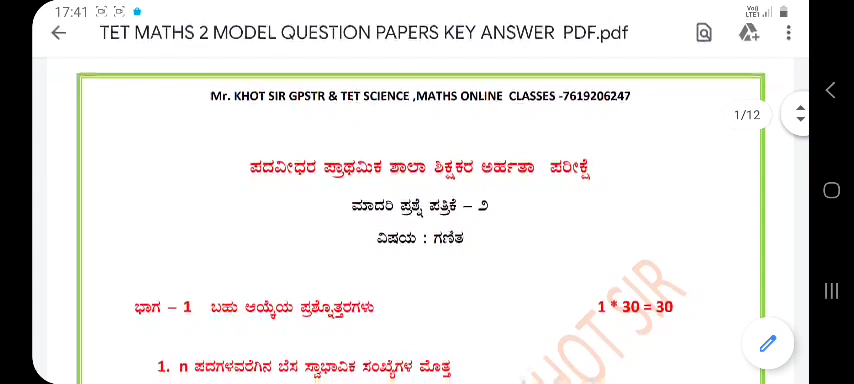 17:41
Voj)
LTE1
TET MATHS 2 MODEL QUESTION PAPERS KEY ANSWER PDF.pdf
Mr. KHOT SIR GPSTR & TET SCIENCE ,MATHS ONLINE CLASSES -7619206247
1/12
ಪದವೀಧರ ಪ್ರಾಥಮಿಕ ಶಾಲಾ ಶಿಕ್ಷಕರ ಅರ್ಹತಾ ಪರೀಕ್ಷೆ
ಮಾದರಿ ಪ್ರಶ್ನೆ ಪತ್ರಿಕೆ – ೨
ವಿಷಯ : ಗಣಿತ
ಭಾಗ – 1 ಬಹು ಆಯ್ಕೆಯ ಪ್ರಶ್ನೋತ್ತರಗಳು 1 * 30 = 30
KHOT SIR
1. n ಪದಗಳವರೆಗಿನ ಬೆಸ ಸ್ವಾಭಾವಿಕ ಸಂಖ್ಯೆಗಳ ಮೊತ್ತ